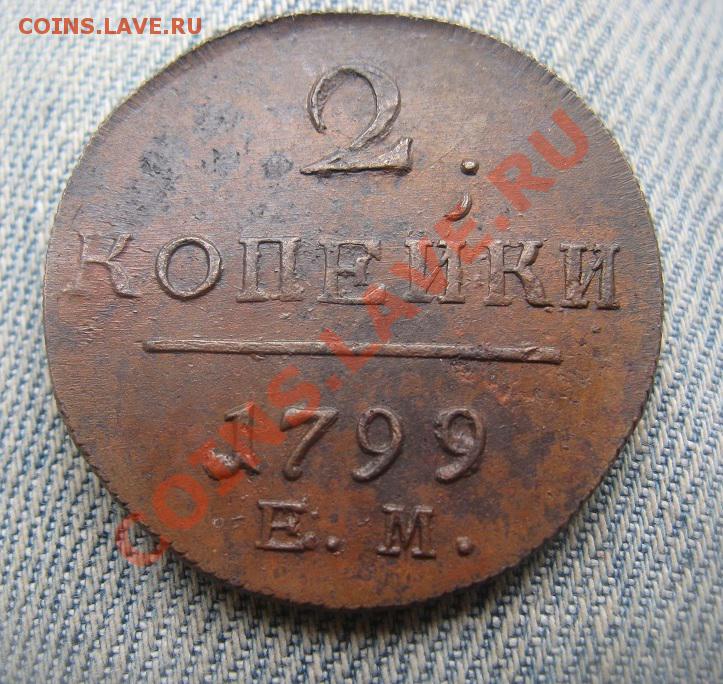 COINS.LAVE.RU
2;
КОПЕЙКИ
1799
Е.М.
COINS.LAVE.RU